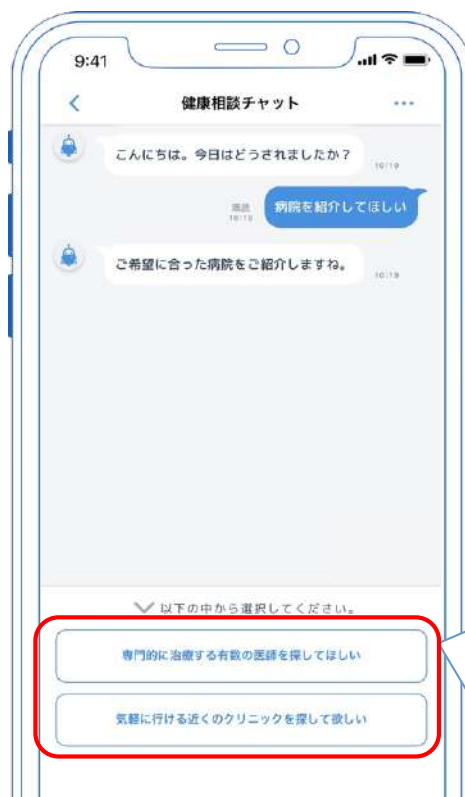 9:41
健康相談チャット
こんにちは。今日はどうされましたか？
10:19
病院を紹介してほしい
既読
10:19
ご希望に合った病院をご紹介しますね。
10:19
以下の中から選択してください。
専門的に治療する有数の医師を探してほしい
気軽に行ける近くのクリニックを探して欲しい